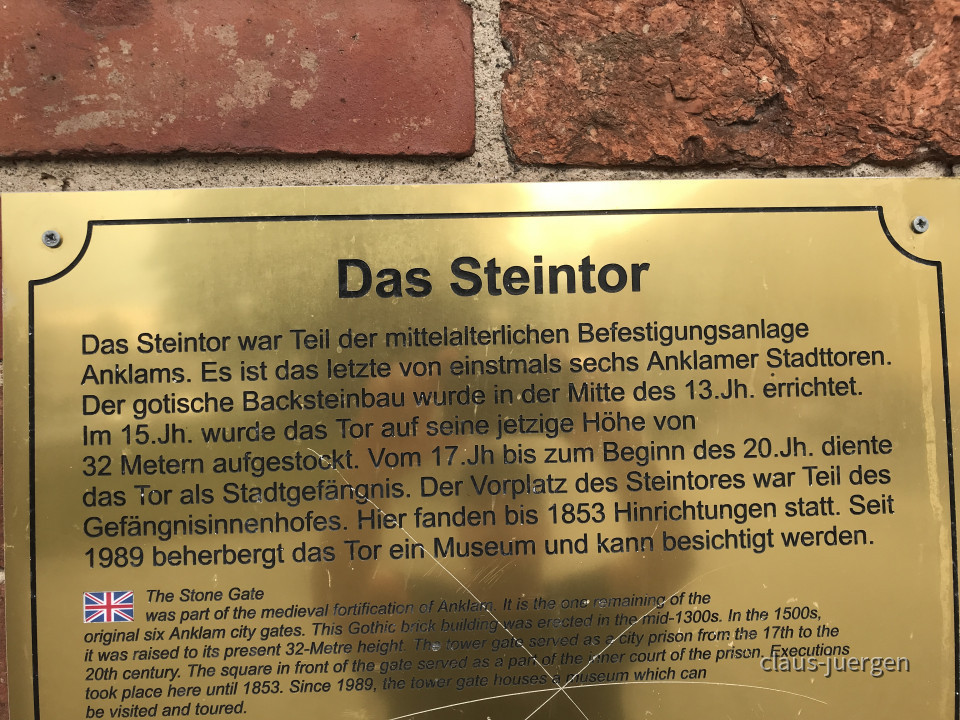 Das Steintor
Das Steintor war Teil der mittelalterlichen Befestigungsanlage
Anklams. Es ist das letzte von einstmals sechs Anklamer Stadttoren.
Der gotische Backsteinbau wurde in der Mitte des 13.Jh. errichtet.
Im 15.Jh. wurde das Tor auf seine jetzige Höhe von
32 Metern aufgestockt. Vom 17.Jh bis zum Beginn des 20.Jh. diente
das Tor als Stadtgefängnis. Der Vorplatz des Steintores war Teil des
Gefängnisinnenhofes. Hier fanden bis 1853 Hinrichtungen statt. Seit
1989 beherbergt das Tor ein Museum und kann besichtigt werden.
The Stone Gate
was part of the medieval fortification of Anklam. It is the one remaining of the
original six Anklam city gates. This Gothic brick building was erected in the mid-1300s. In the 1500s,
it was raised to its present 32-Metre height. The tower gate served as a city prison from the 17th to the
20th century. The square in front of the gate served as a part of the inner court of the prison. Executions
took place here until 1853. Since 1989, the tower gate houses a museum which can
be visited and toured.
claus-juergen